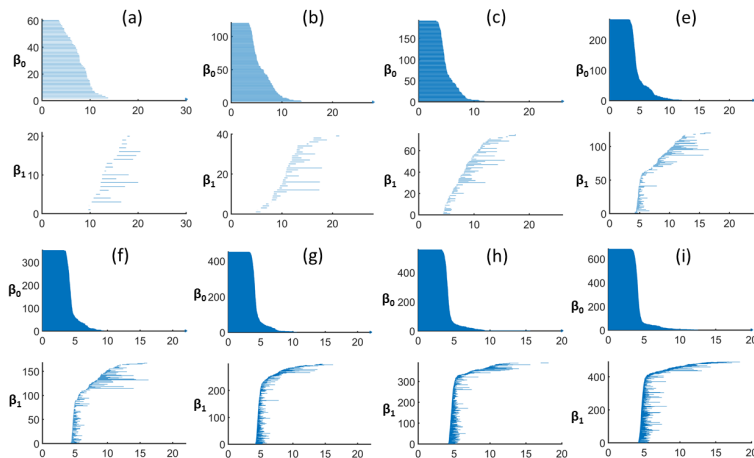 (a) (b) (c) (e)
60 40 20 0 β0 0 10 20 30
100 50 0 β0 0 10 20
150 100 50 0 β0 0 5 10 15 20 25
200 100 0 β0 0 5 10 15 20 25
20 10 0 β1 0 10 20 30
40 20 0 β1 0 10 20
60 40 20 0 β1 0 5 10 15 20 25
100 50 0 β1 0 5 10 15 20 25
(f) (g) (h) (i)
300 200 100 0 β0 0 5 10 15 20
400 200 0 β0 0 5 10 15 20
400 200 0 β0 0 5 10 15 20
600 400 200 0 β0 0 5 10 15 20
150 100 50 0 β1 0 5 10 15 20
200 100 0 β1 0 5 10 15 20
300 200 100 0 β1 0 5 10 15 20
400 200 0 β1 0 5 10 15 20